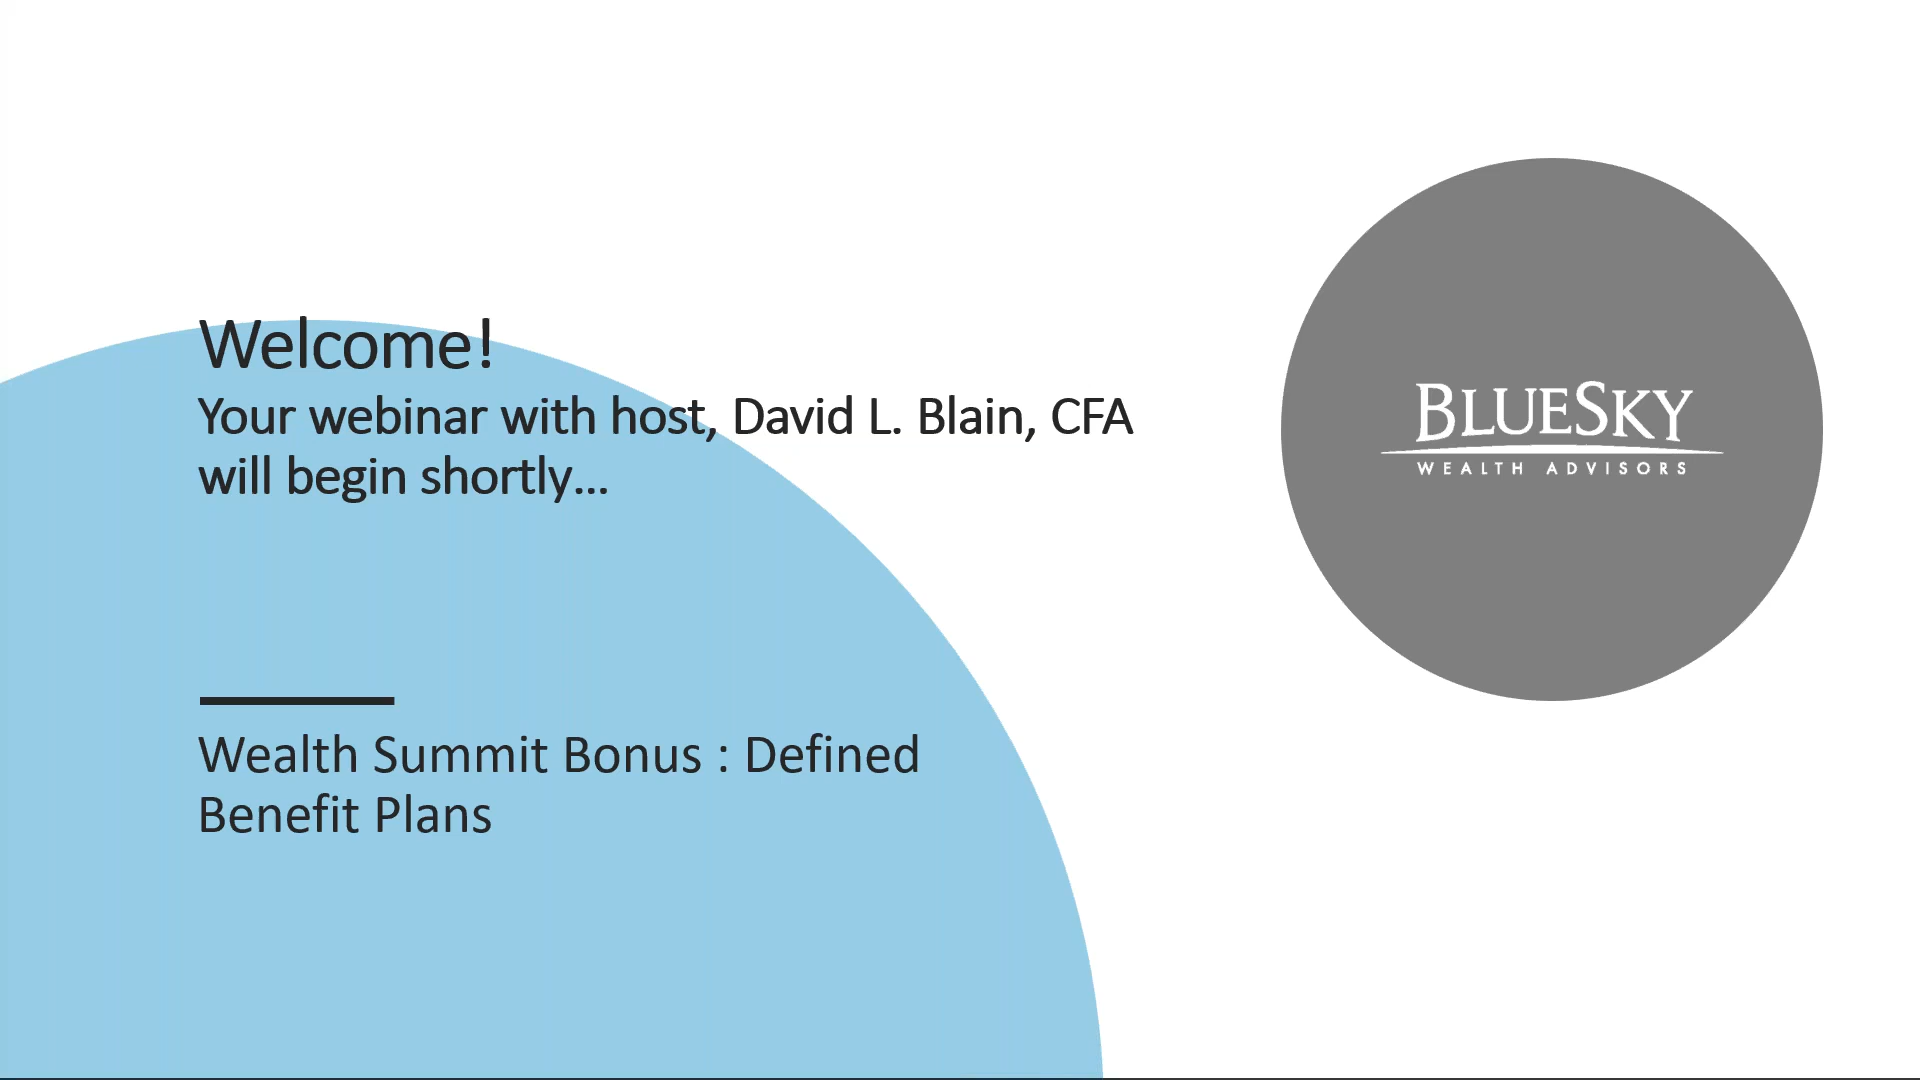 Welcome!
Your webinar with host, David L. Blain, CFA
will begin shortly...
Wealth Summit Bonus : Defined
Benefit Plans
BLUESKY
WEALTH ADVISORS